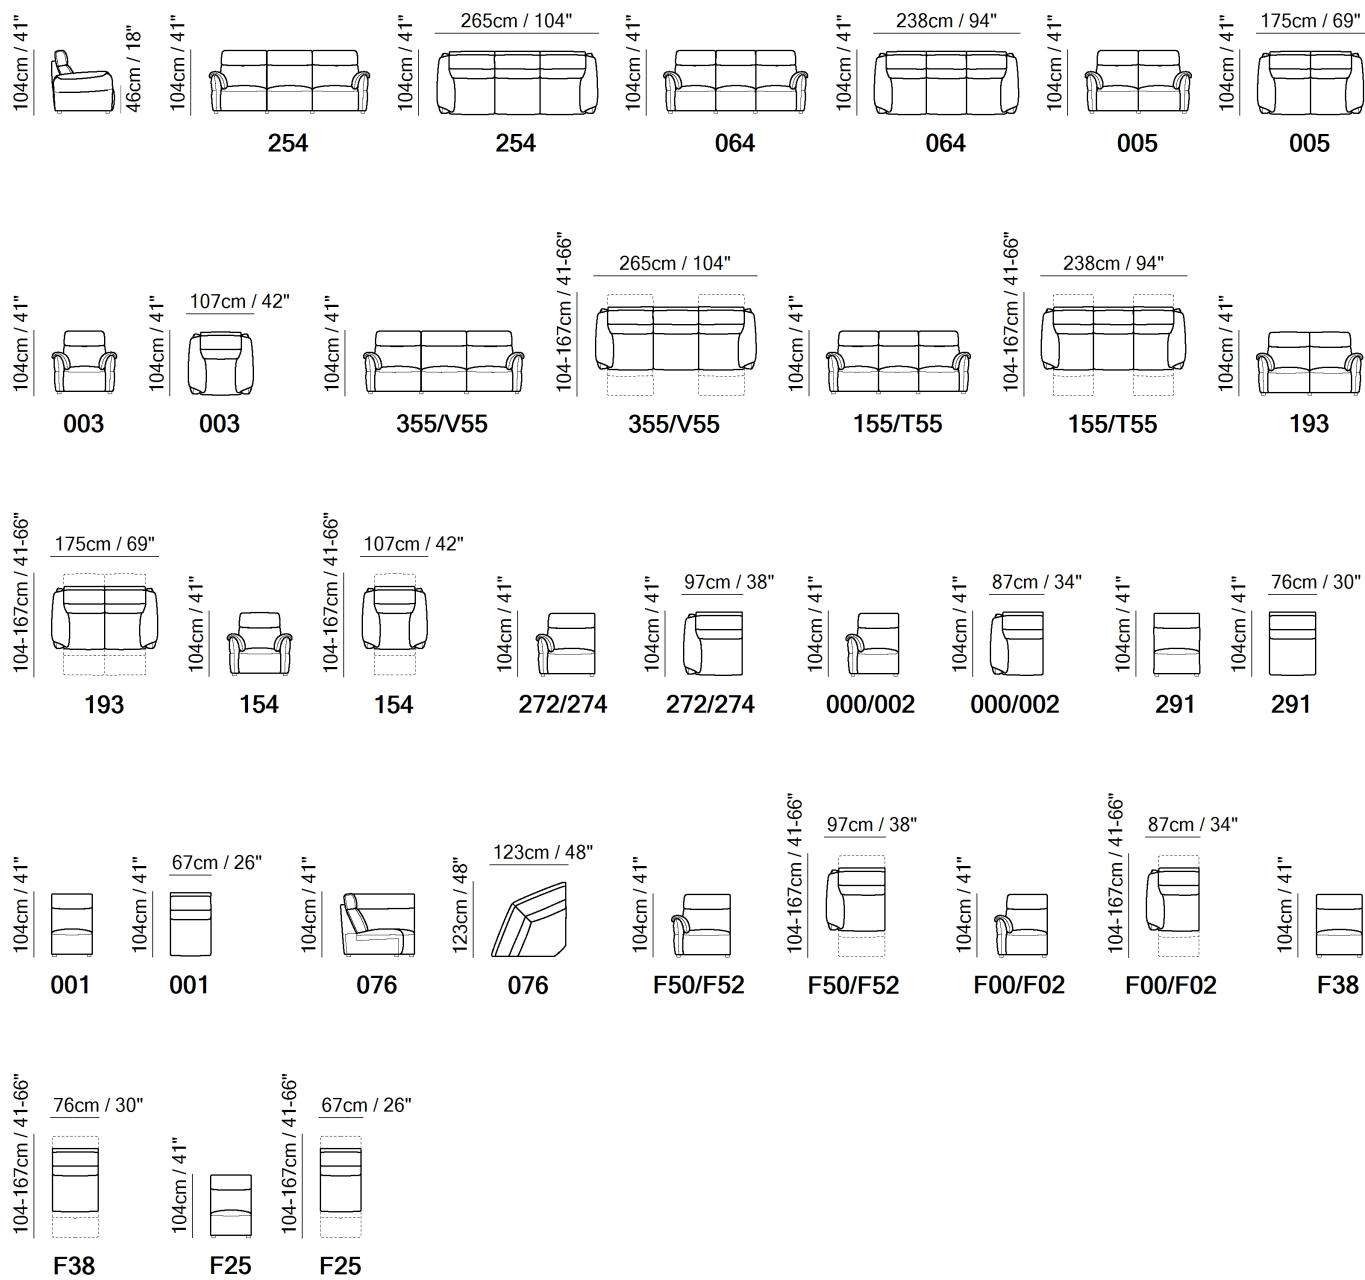 104cm / 41"
46cm / 18"
104cm / 41"
254
104cm / 41"
265cm / 104"
254
104cm / 41"
064
104cm / 41"
238cm / 94"
064
104cm / 41"
005
104cm / 41"
175cm / 69"
005
104cm / 41"
003
104cm / 41"
107cm / 42"
003
104cm / 41"
355/V55
104-167cm / 41-66"
265cm / 104"
355/V55
104cm / 41"
155/T55
104-167cm / 41-66"
238cm / 94"
155/T55
104cm / 41"
193
104-167cm / 41-66"
175cm / 69"
193
104cm / 41"
154
104-167cm / 41-66"
107cm / 42"
154
104cm / 41"
272/274
104cm / 41"
97cm / 38"
272/274
104cm / 41"
000/002
104cm / 41"
87cm / 34"
000/002
104cm / 41"
291
104cm / 41"
76cm / 30"
291
104cm / 41"
001
104cm / 41"
67cm / 26"
001
104cm / 41"
076
123cm / 48"
123cm / 48"
076
104cm / 41"
F50/F52
104-167cm / 41-66"
97cm / 38"
F50/F52
104cm / 41"
F00/F02
104-167cm / 41-66"
87cm / 34"
F00/F02
104cm / 41"
F38
104-167cm / 41-66"
76cm / 30"
F38
104cm / 41"
F25
104-167cm / 41-66"
67cm / 26"
F25